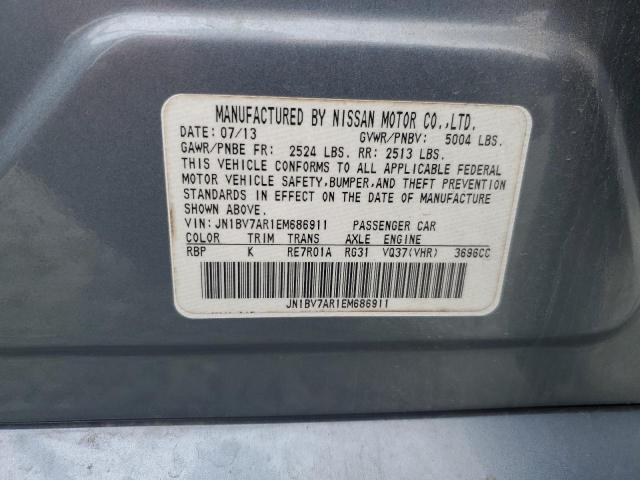 MANUFACTURED BY NISSAN MOTOR CO.,LTD.
DATE: 07/13 GVWR/PNBV: 5004 LBS.
GAWR/PNBE FR: 2524 LBS. RR: 2513 LBS.
THIS VEHICLE CONFORMS TO ALL APPLICABLE FEDERAL
MOTOR VEHICLE SAFETY, BUMPER, AND THEFT PREVENTION
STANDARDS IN EFFECT ON THE DATE OF MANUFACTURE
SHOWN ABOVE.
VIN: JN1BV7AR1EM686911 PASSENGER CAR
COLOR TRIM TRANS AXLE ENGINE
RBP K RE7R01A RG31 VQ37(VHR) 3696CC
JN1BV7AR1EM686911